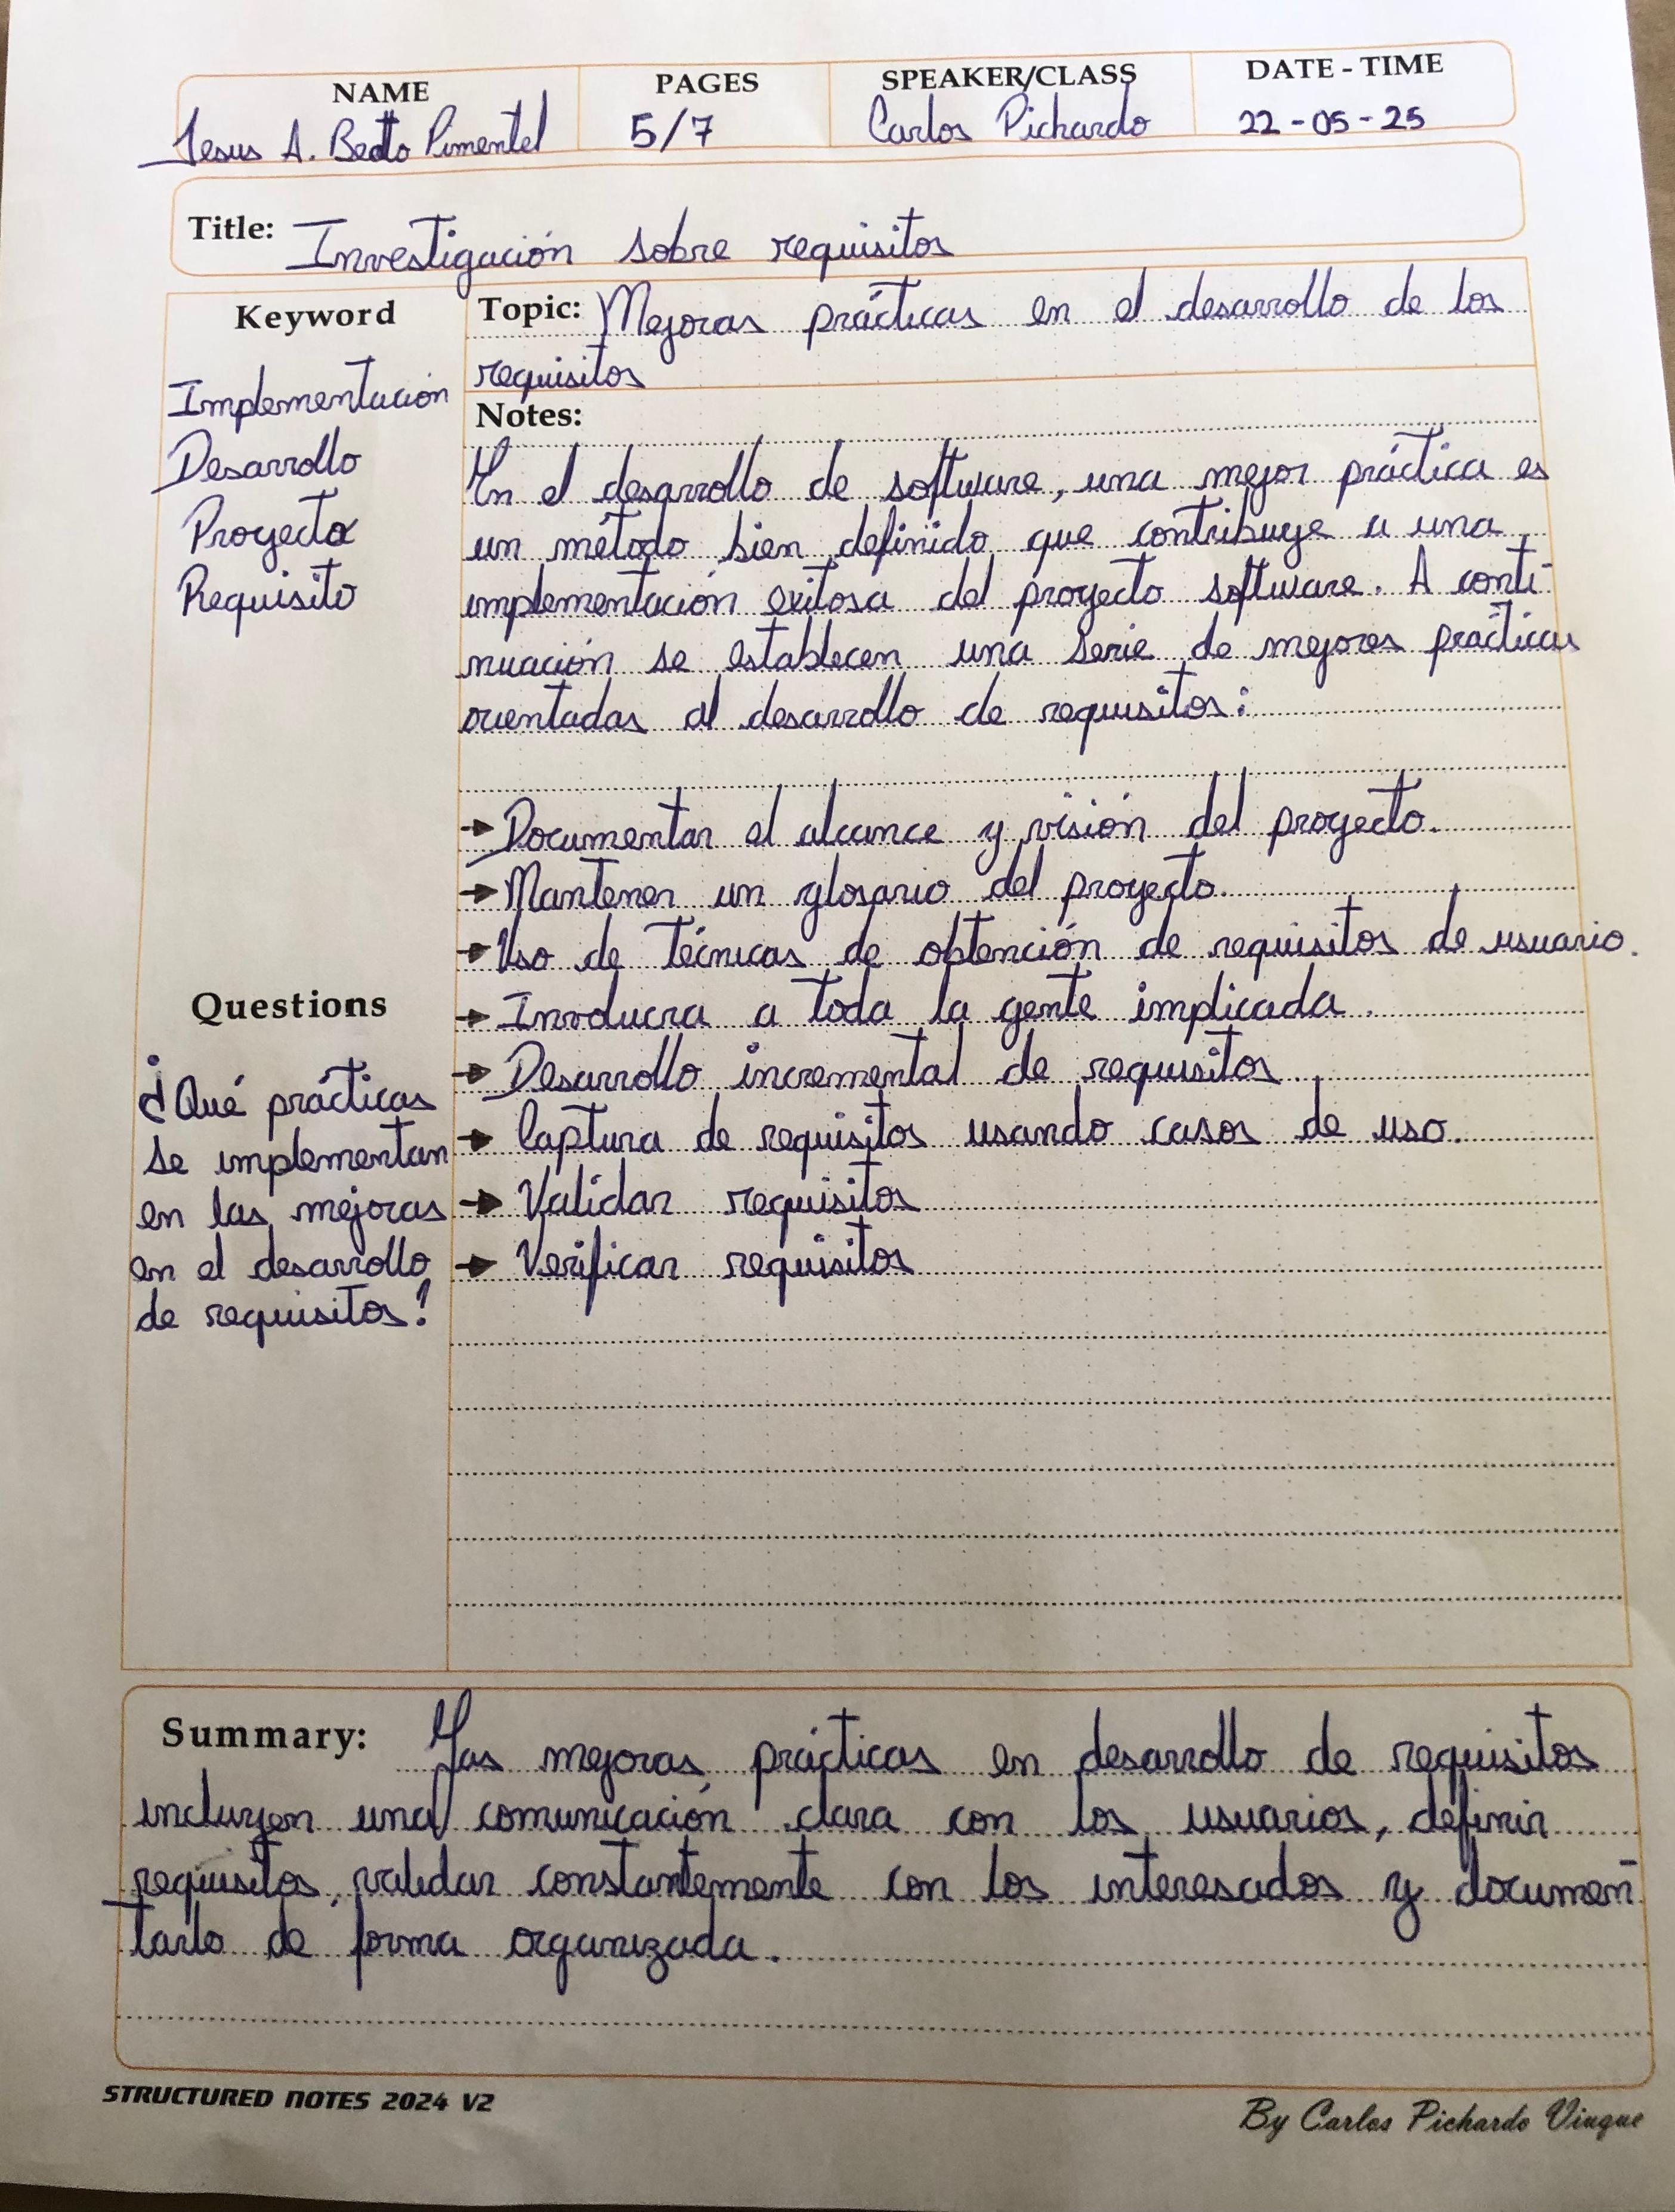 NAME PAGES SPEAKER/CLASS DATE - TIME
Jesus A. Pimentel 5/7 Carlos Pichardo 22-05-25
Title: Investigación sobre requisitos
Keyword
Implementación
Desarrollo
Proyecto
Requisito
Topic: Mejoras prácticas en el desarrollo de los
requisitos
Notes:
En el desarrollo de software, una mejor práctica es
un método bien definido que contribuye a una
implementación exitosa del proyecto software. A conti-
nuación se establecen una serie de mejores prácticas
orientadas al desarrollo de requisitos:
→ Documentar el alcance y visión del proyecto.
→ Mantener un glosario del proyecto.
→ Uso de técnicas de obtención de requisitos de usuario.
→ Involucra a toda la gente implicada.
→ Desarrollo incremental de requisitos.
→ Captura de requisitos usando casos de uso.
→ Validar requisitos
→ Verificar requisitos
Questions
¿Qué prácticas
se implementan
en las mejoras
en el desarrollo
de requisitos?
Summary: Las mejoras prácticas en desarrollo de requisitos
incluyen una comunicación clara con los usuarios, definir
requisitos, validar constantemente con los interesados y documen-
tarlo de forma organizada.
STRUCTURED NOTES 2024 V2
By Carlos Pichardo Viuque